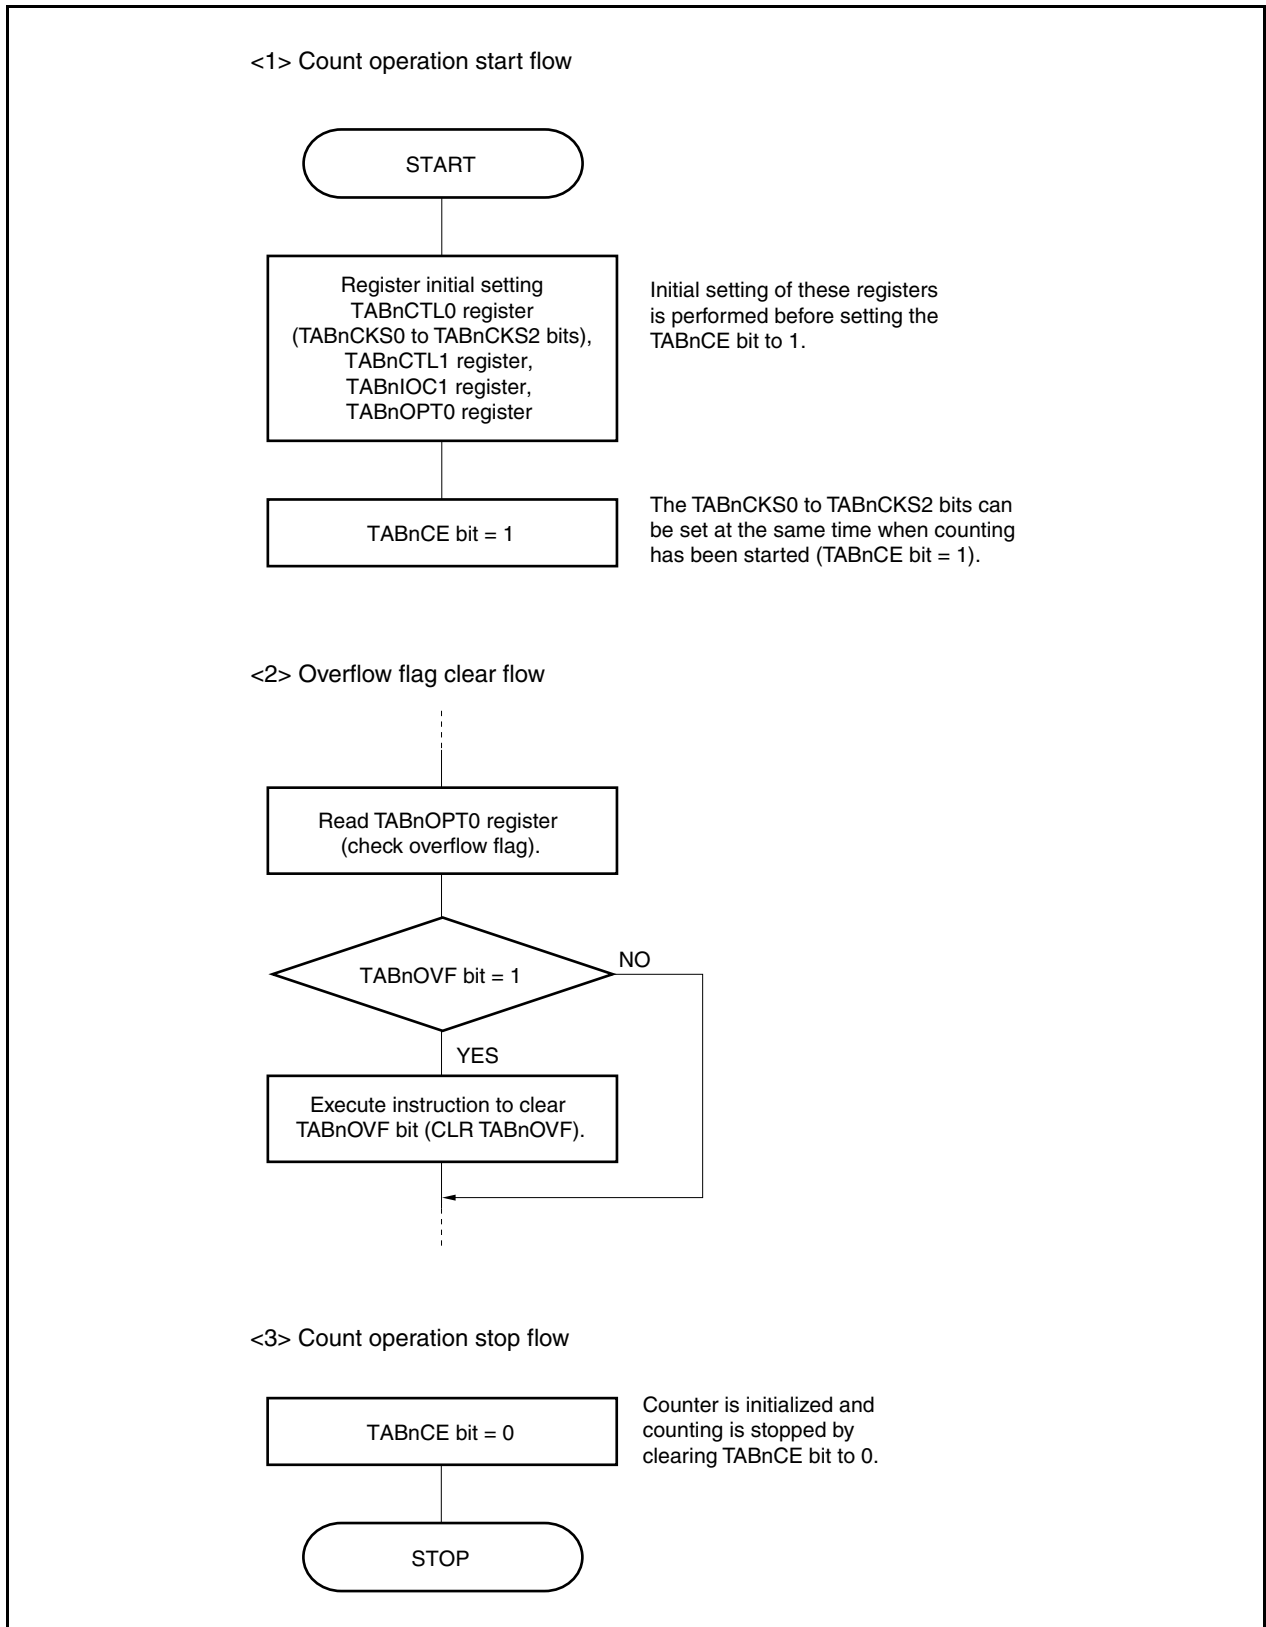 <1> Count operation start flow
START
Register initial setting
TABnCTL0 register
(TABnCKS0 to TABnCKS2 bits),
TABnCTL1 register,
TABnIOC1 register,
TABnOPT0 register
Initial setting of these registers
is performed before setting the
TABnCE bit to 1.
TABnCE bit = 1
The TABnCKS0 to TABnCKS2 bits can
be set at the same time when counting
has been started (TABnCE bit = 1).
<2> Overflow flag clear flow
Read TABnOPT0 register
(check overflow flag).
TABnOVF bit = 1
NO
YES
Execute instruction to clear
TABnOVF bit (CLR TABnOVF).
<3> Count operation stop flow
TABnCE bit = 0
Counter is initialized and
counting is stopped by
clearing TABnCE bit to 0.
STOP